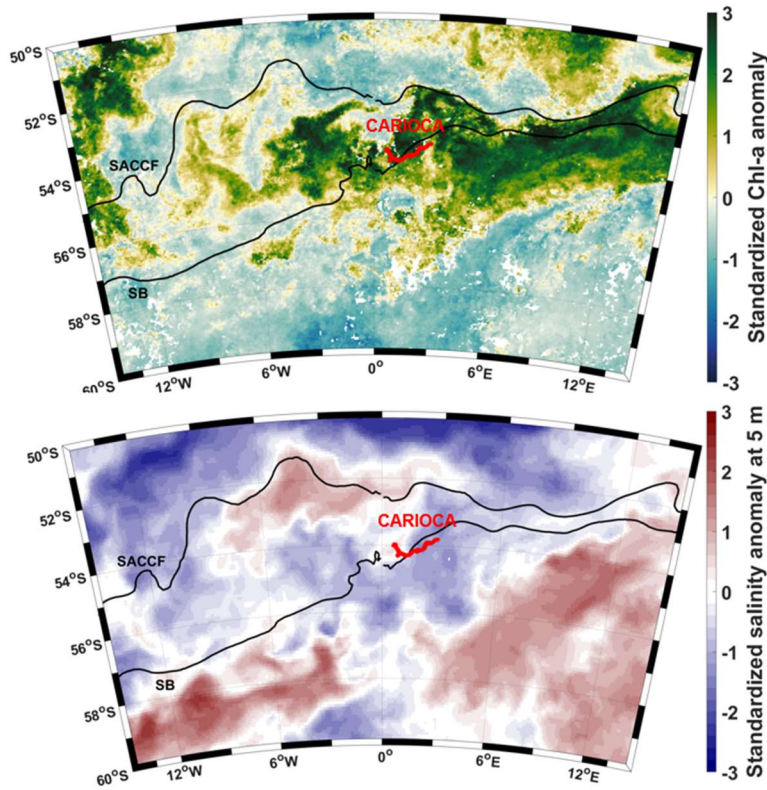 50°S
52°S
54°S
56°S
58°S
60°S
12°W
6°W
0°
6°E
12°E
SACCF
SB
CARIOCA
3
2
1
0
-1
-2
-3
Standardized Chl-a anomaly
50°S
52°S
54°S
56°S
58°S
60°S
12°W
6°W
0°
6°E
12°E
SACCF
SB
CARIOCA
3
2
1
0
-1
-2
-3
Standardized salinity anomaly at 5 m